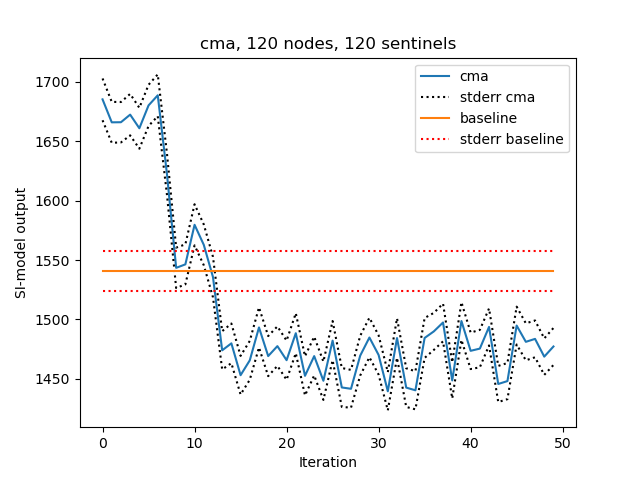 cma, 120 nodes, 120 sentinels
cma
stderr cma
baseline
stderr baseline
SI-model output
1700
1650
1600
1550
1500
1450
0 10 20 30 40 50
Iteration